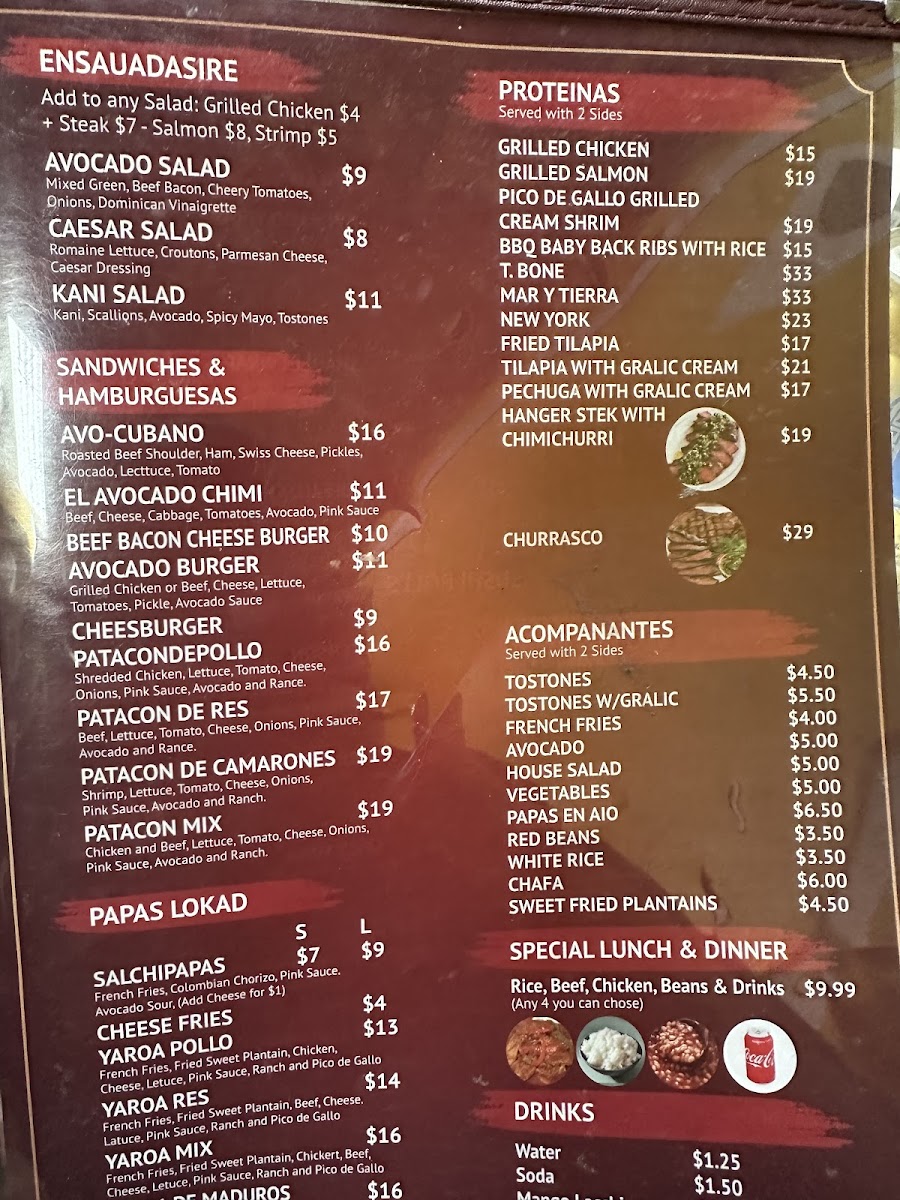 ENSAUADASIRE
Add to any Salad: Grilled Chicken $4
+ Steak $7 - Salmon $8, Strimp $5
AVOCADO SALAD $9
Mixed Green, Beef Bacon, Cheery Tomatoes,
Onions, Dominican Vinaigrette
CAESAR SALAD $8
Romaine Lettuce, Croutons, Parmesan Cheese,
Caesar Dressing
KANI SALAD $11
Kani, Scallions, Avocado, Spicy Mayo, Tostones
SANDWICHES &
HAMBURGUESAS
AVO-CUBANO $16
Roasted Beef Shoulder, Ham, Swiss Cheese, Pickles,
Avocado, Lecttuce, Tomato
EL AVOCADO CHIMI $11
Beef, Cheese, Cabbage, Tomatoes, Avocado, Pink Sauce
BEEF BACON CHEESE BURGER $10
AVOCADO BURGER $11
Grilled Chicken or Beef, Cheese, Lettuce,
Tomatoes, Pickle, Avocado Sauce
CHEESBURGER $9
PATACONDEPOLLO $16
Shredded Chicken, Lettuce, Tomato, Cheese,
Onions, Pink Sauce, Avocado and Rance.
PATACON DE RES $17
Beef, Lettuce, Tomato, Cheese, Onions, Pink Sauce,
Avocado and Rance.
PATACON DE CAMARONES $19
Shrimp, Lettuce, Tomato, Cheese, Onions,
Pink Sauce, Avocado and Ranch.
PATACON MIX $19
Chicken and Beef, Lettuce, Tomato, Cheese, Onions,
Pink Sauce, Avocado and Ranch.
PAPAS LOKAD
S L
SALCHIPAPAS $7 $9
French Fries, Colombian Chorizo, Pink Sauce.
Avocado Sour, (Add Cheese for $1)
CHEESE FRIES $4
YAROA POLLO $13
French Fries, Fried Sweet Plantain, Chicken,
Cheese, Letuce, Pink Sauce, Ranch and Pico de Gallo
YAROA RES $14
French Fries, Fried Sweet Plantain, Beef, Cheese.
Latuce, Pink Sauce, Ranch and Pico de Gallo
YAROA MIX $16
French Fries, Fried Sweet Plantain, Chickert, Beef,
Cheese, Letuce, Pink Sauce, Ranch and Pico de Gallo
DE MADUROS $16
PROTEINAS
Served with 2 Sides
GRILLED CHICKEN $15
GRILLED SALMON $19
PICO DE GALLO GRILLED
CREAM SHRIM $19
BBQ BABY BACK RIBS WITH RICE $15
T. BONE $33
MAR Y TIERRA $33
NEW YORK $23
FRIED TILAPIA $17
TILAPIA WITH GRALIC CREAM $21
PECHUGA WITH GRALIC CREAM $17
HANGER STEK WITH
CHIMICHURRI $19
CHURRASCO $29
ACOMPANANTES
Served with 2 Sides
TOSTONES $4.50
TOSTONES W/GRALIC $5.50
FRENCH FRIES $4.00
AVOCADO $5.00
HOUSE SALAD $5.00
VEGETABLES $5.00
PAPAS EN AIO $6.50
RED BEANS $3.50
WHITE RICE $3.50
CHAFA $6.00
SWEET FRIED PLANTAINS $4.50
SPECIAL LUNCH & DINNER
Rice, Beef, Chicken, Beans & Drinks $9.99
(Any 4 you can chose)
Coca-Cola
DRINKS
Water $1.25
Soda $1.50